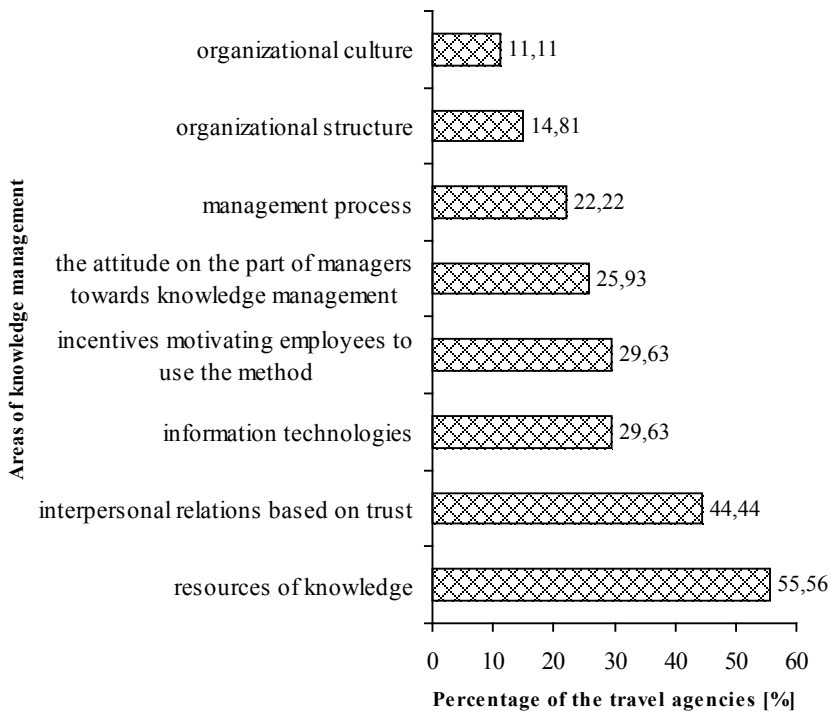 organizational culture
11,11
organizational structure
14,81
management process
22,22
the attitude on the part of managers
towards knowledge management
25,93
incentives motivating employees to
use the method
29,63
information technologies
29,63
interpersonal relations based on trust
44,44
resources of knowledge
55,56
Areas of knowledge management
0 10 20 30 40 50 60
Percentage of the travel agencies [%]